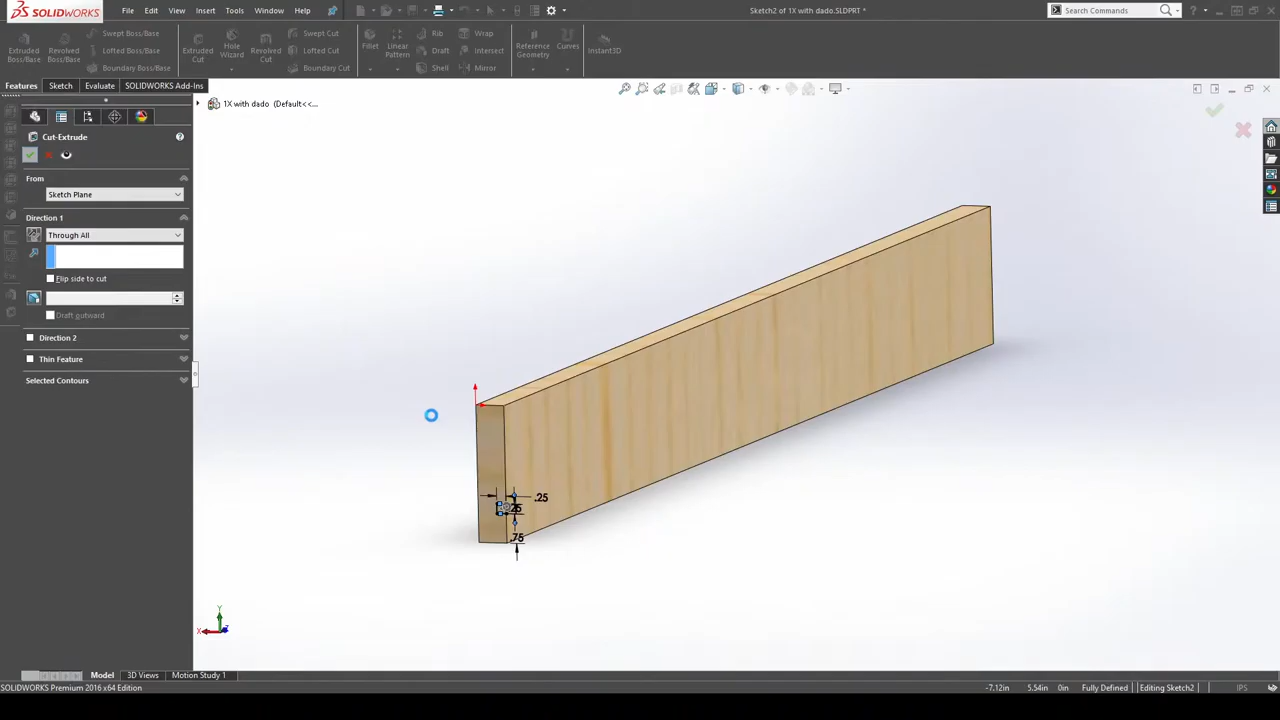 SOLIDWORKS
File Edit View Insert Tools Window Help
Sketch2 of 1X with dado.SLDPRT *
Search Commands
Extruded Boss/Base
Revolved Boss/Base
Swept Boss/Base
Lofted Boss/Base
Boundary Boss/Base
Extruded Cut
Hole Wizard
Revolved Cut
Swept Cut
Lofted Cut
Boundary Cut
Fillet
Linear Pattern
Rib
Draft
Shell
Wrap
Intersect
Mirror
Reference Geometry
Curves
Instant3D
Features Sketch Evaluate SOLIDWORKS Add-Ins
1X with dado (Default<<...
Cut-Extrude
From
Sketch Plane
Direction 1
Through All
Flip side to cut
Draft outward
Direction 2
Thin Feature
Selected Contours
.25
.75
Y
X
Model 3D Views Motion Study 1
SOLIDWORKS Premium 2016 x64 Edition
-7.12in 5.54in 0in Fully Defined Editing Sketch2 IPS